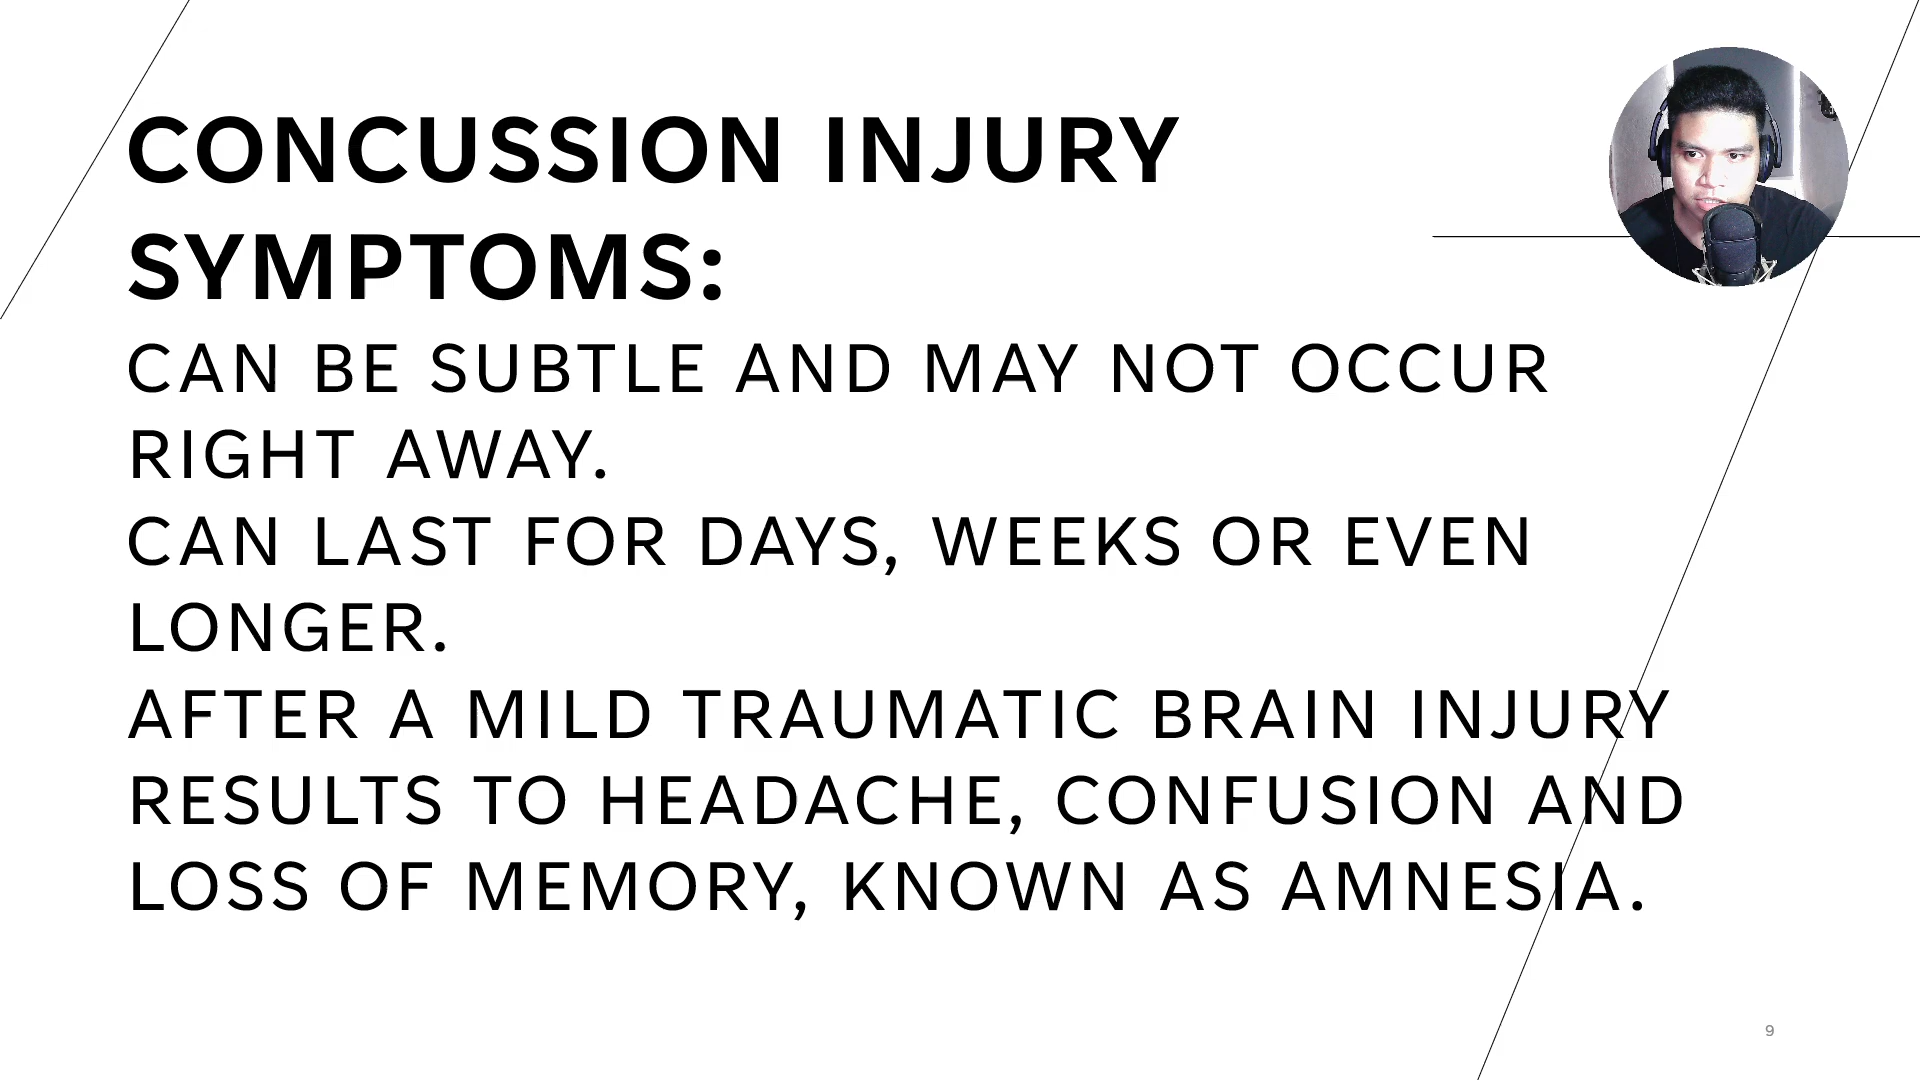 CONCUSSION INJURY
SYMPTOMS:
CAN BE SUBTLE AND MAY NOT OCCUR
RIGHT AWAY.
CAN LAST FOR DAYS, WEEKS OR EVEN
LONGER.
AFTER A MILD TRAUMATIC BRAIN INJURY
RESULTS TO HEADACHE, CONFUSION AND
LOSS OF MEMORY, KNOWN AS AMNESIA.
9